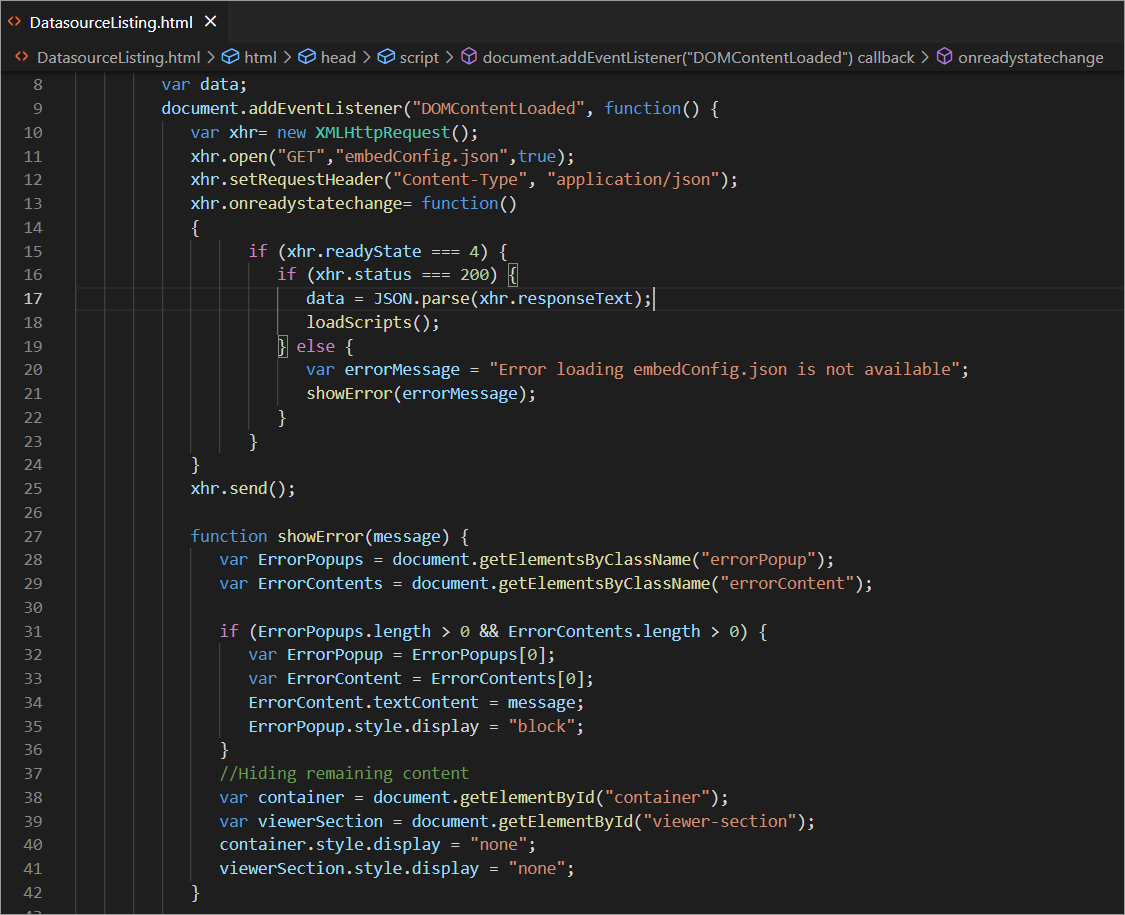 DatasourceListing.html
DatasourceListing.html > html > head > script > document.addEventListener("DOMContentLoaded") callback > onreadystatechange
8 var data;
9 document.addEventListener("DOMContentLoaded", function() {
10 var xhr= new XMLHttpRequest();
11 xhr.open("GET","embedConfig.json",true);
12 xhr.setRequestHeader("Content-Type", "application/json");
13 xhr.onreadystatechange= function()
14 {
15 if (xhr.readyState === 4) {
16 if (xhr.status === 200) {
17 data = JSON.parse(xhr.responseText);
18 loadScripts();
19 } else {
20 var errorMessage = "Error loading embedConfig.json is not available";
21 showError(errorMessage);
22 }
23 }
24 }
25 xhr.send();
26
27 function showError(message) {
28 var ErrorPopups = document.getElementsByClassName("errorPopup");
29 var ErrorContents = document.getElementsByClassName("errorContent");
30
31 if (ErrorPopups.length > 0 && ErrorContents.length > 0) {
32 var ErrorPopup = ErrorPopups[0];
33 var ErrorContent = ErrorContents[0];
34 ErrorContent.textContent = message;
35 ErrorPopup.style.display = "block";
36 }
37 //Hiding remaining content
38 var container = document.getElementById("container");
39 var viewerSection = document.getElementById("viewer-section");
40 container.style.display = "none";
41 viewerSection.style.display = "none";
42 }